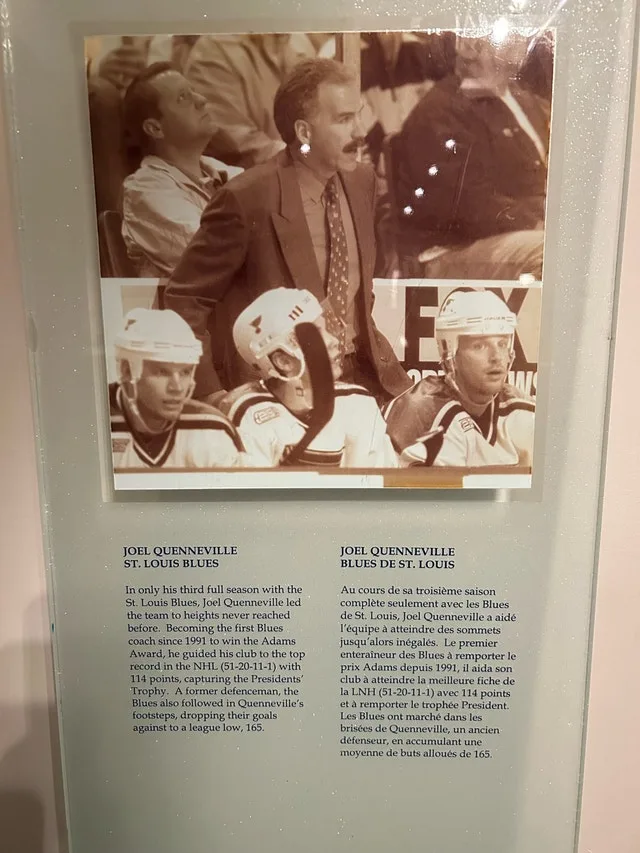 FOX
JOEL QUENNEVILLE
ST. LOUIS BLUES
In only his third full season with the
St. Louis Blues, Joel Quenneville led
the team to heights never reached
before. Becoming the first Blues
coach since 1991 to win the Adams
Award, he guided his club to the top
record in the NHL (51-20-11-1) with
114 points, capturing the Presidents'
Trophy. A former defenceman, the
Blues also followed in Quenneville's
footsteps, dropping their goals
against to a league low, 165.
JOEL QUENNEVILLE
BLUES DE ST. LOUIS
Au cours de sa troisième saison
complète seulement avec les Blues
de St. Louis, Joel Quenneville a aidé
l'équipe à atteindre des sommets
jusqu'alors inégalés. Le premier
enteraîneur des Blues à remporter le
prix Adams depuis 1991, il aida son
club à atteindre la meilleure fiche de
la LNH (51-20-11-1) avec 114 points
et à remporter le trophée President.
Les Blues ont marché dans les
brisées de Quenneville, un ancien
défenseur, en accumulant une
moyenne de buts alloués de 165.